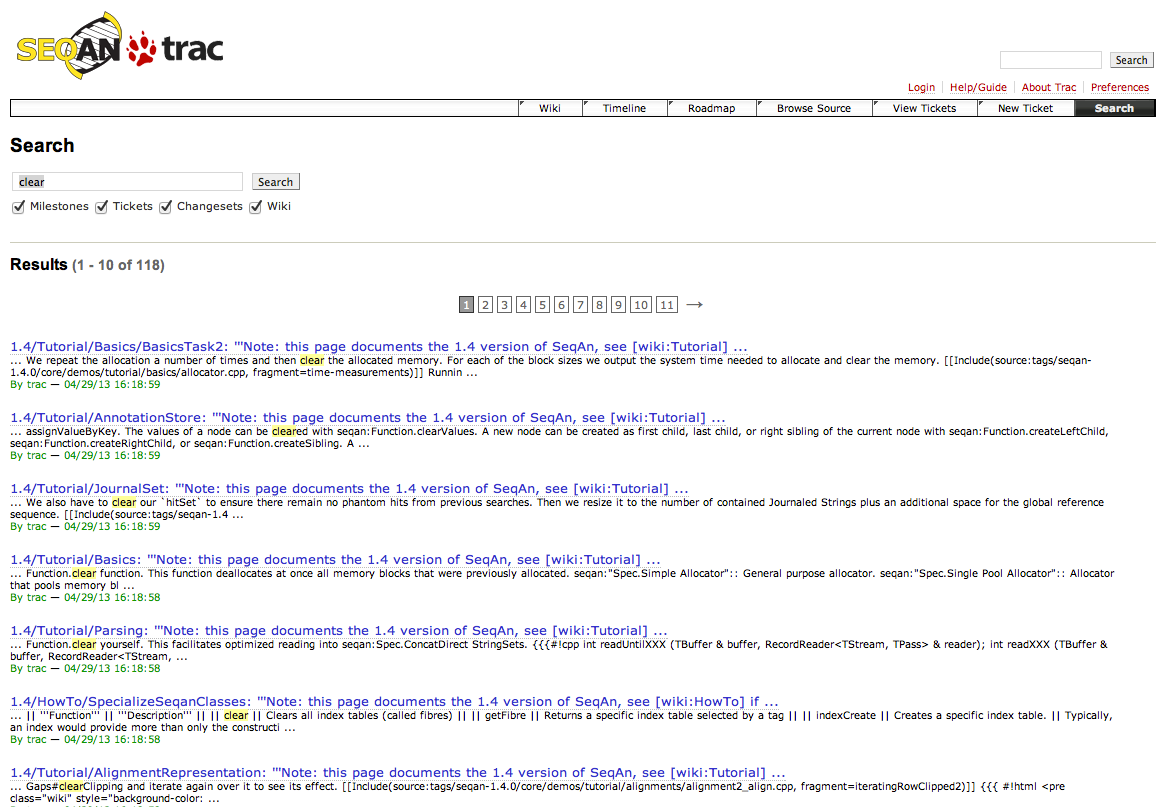 SEQAN trac
Search
Login Help/Guide About Trac Preferences
Wiki Timeline Roadmap Browse Source View Tickets New Ticket Search
Search
clear Search
Milestones Tickets Changesets Wiki
Results (1 - 10 of 118)
1 2 3 4 5 6 7 8 9 10 11 →
1.4/Tutorial/Basics/BasicsTask2: '''Note: this page documents the 1.4 version of SeqAn, see [wiki:Tutorial] ...
... We repeat the allocation a number of times and then clear the allocated memory. For each of the block sizes we output the system time needed to allocate and clear the memory. [[Include(source:tags/seqan-
1.4.0/core/demos/tutorial/basics/allocator.cpp, fragment=time-measurements)]] Runnin ...
By trac — 04/29/13 16:18:59
1.4/Tutorial/AnnotationStore: '''Note: this page documents the 1.4 version of SeqAn, see [wiki:Tutorial] ...
... assignValueByKey. The values of a node can be cleared with seqan:Function.clearValues. A new node can be created as first child, last child, or right sibling of the current node with seqan:Function.createLeftChild,
seqan:Function.createRightChild, or seqan:Function.createSibling. A ...
By trac — 04/29/13 16:18:59
1.4/Tutorial/JournalSet: '''Note: this page documents the 1.4 version of SeqAn, see [wiki:Tutorial] ...
... We also have to clear our `hitSet` to ensure there remain no phantom hits from previous searches. Then we resize it to the number of contained Journaled Strings plus an additional space for the global reference
sequence. [[Include(source:tags/seqan-1.4 ...
By trac — 04/29/13 16:18:59
1.4/Tutorial/Basics: '''Note: this page documents the 1.4 version of SeqAn, see [wiki:Tutorial] ...
... Function.clear function. This function deallocates at once all memory blocks that were previously allocated. seqan:"Spec.Simple Allocator":: General purpose allocator. seqan:"Spec.Single Pool Allocator":: Allocator
that pools memory bl ...
By trac — 04/29/13 16:18:58
1.4/Tutorial/Parsing: '''Note: this page documents the 1.4 version of SeqAn, see [wiki:Tutorial] ...
... Function.clear yourself. This facilitates optimized reading into seqan:Spec.ConcatDirect StringSets. {{{#!cpp int readUntilXXX (TBuffer & buffer, RecordReader<TStream, TPass> & reader); int readXXX (TBuffer &
buffer, RecordReader<TStream, ...
By trac — 04/29/13 16:18:58
1.4/HowTo/SpecializeSeqanClasses: '''Note: this page documents the 1.4 version of SeqAn, see [wiki:HowTo] if ...
... || '''Function''' || '''Description''' || || clear || Clears all index tables (called fibres) || || getFibre || Returns a specific index table selected by a tag || || indexCreate || Creates a specific index table. || Typically,
an index would provide more than only the constructi ...
By trac — 04/29/13 16:18:58
1.4/Tutorial/AlignmentRepresentation: '''Note: this page documents the 1.4 version of SeqAn, see [wiki:Tutorial] ...
... Gaps#clearClipping and iterate again over it to see its effect. [[Include(source:tags/seqan-1.4.0/core/demos/tutorial/alignments/alignment2_align.cpp, fragment=iteratingRowClipped2)]] {{{ #!html <pre
class="wiki" style="background-color: ...